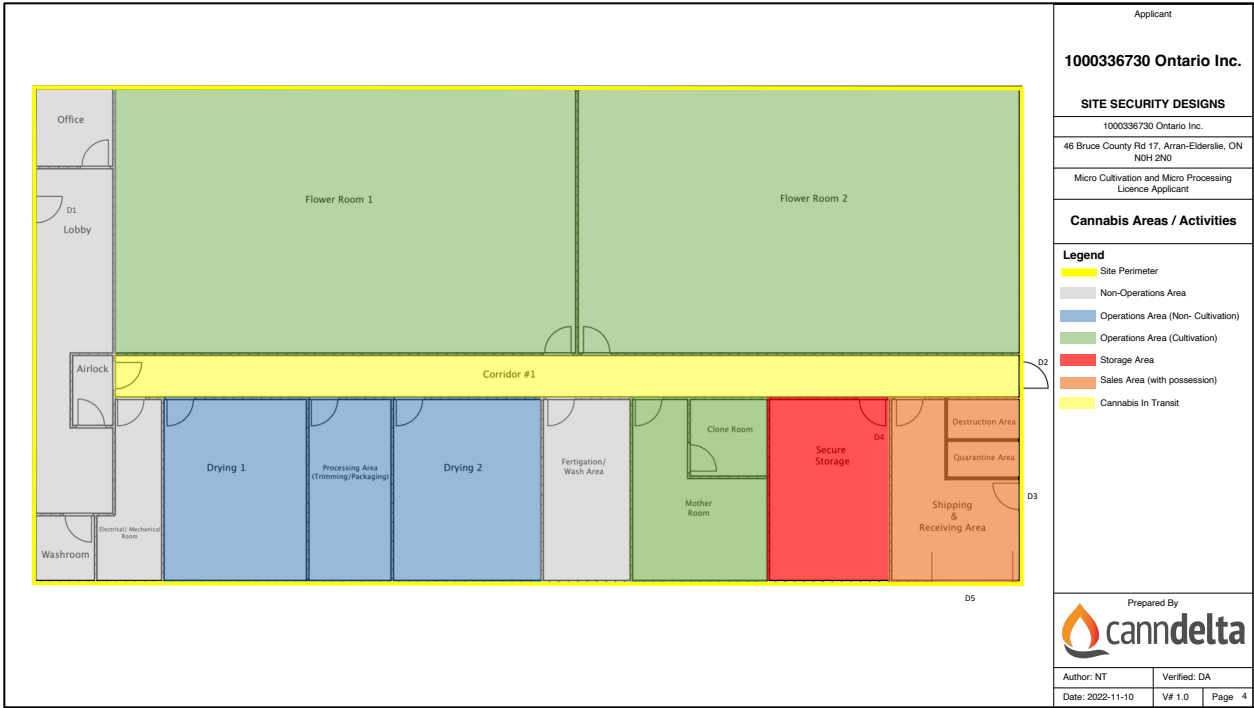 Office
D1
Lobby
Flower Room 1
Flower Room 2
Airlock
Corridor #1
D2
Drying 1
Processing Area
(Trimming/Packaging)
Drying 2
Fertigation/
Wash Area
Clone Room
Mother
Room
D4
Secure
Storage
Destruction Area
Quarantine Area
D3
Shipping
&
Receiving Area
Electrical/ Mechanical
Room
Washroom
D5
Applicant
1000336730 Ontario Inc.
SITE SECURITY DESIGNS
1000336730 Ontario Inc.
46 Bruce County Rd 17, Arran-Elderslie, ON
N0H 2N0
Micro Cultivation and Micro Processing
Licence Applicant
Cannabis Areas / Activities
Legend
Site Perimeter
Non-Operations Area
Operations Area (Non- Cultivation)
Operations Area (Cultivation)
Storage Area
Sales Area (with possession)
Cannabis In Transit
Prepared By
canndelta
Author: NT
Verified: DA
Date: 2022-11-10
V# 1.0
Page 4